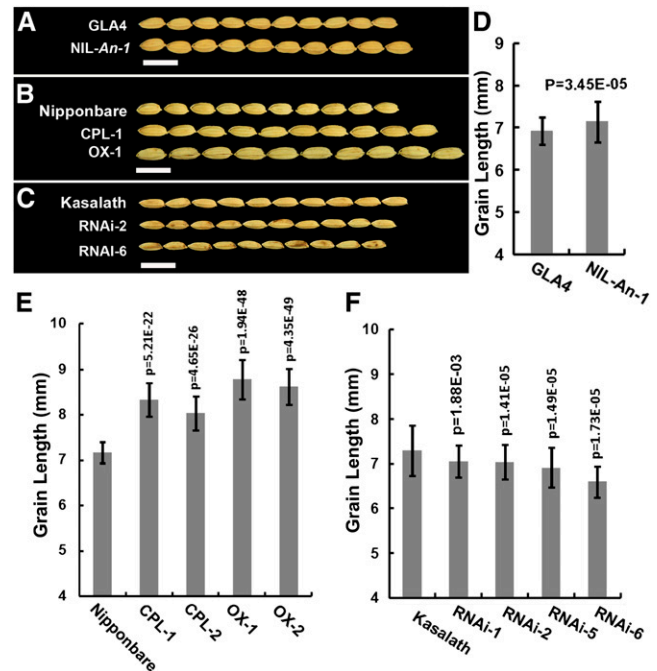 A
GLA4
NIL-An-1
B
Nipponbare
CPL-1
OX-1
C
Kasalath
RNAi-2
RNAI-6
D
Grain Length (mm)
9
8
7
6
5
4
P=3.45E-05
GLA4
NIL-An-1
E
Grain Length (mm)
10
9
8
7
6
5
4
p=5.21E-22
p=4.65E-26
p=1.94E-48
p=4.35E-49
Nipponbare
CPL-1
CPL-2
OX-1
OX-2
F
Grain Length (mm)
10
9
8
7
6
5
4
p=1.88E-03
p=1.41E-05
p=1.49E-05
p=1.73E-05
Kasalath
RNAi-1
RNAi-2
RNAi-5
RNAi-6